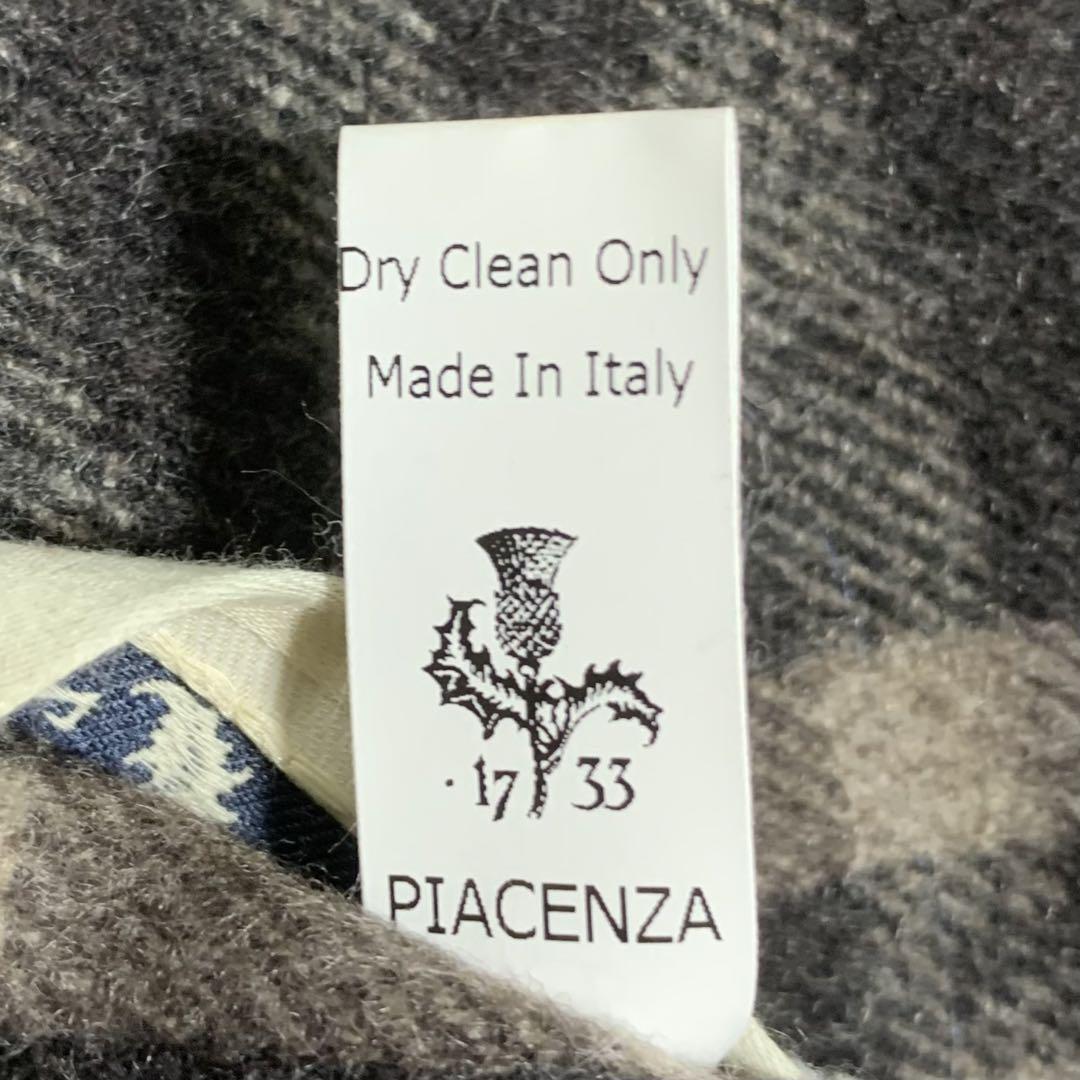 Dry Clean Only
Made In Italy
· 17 33
PIACENZA